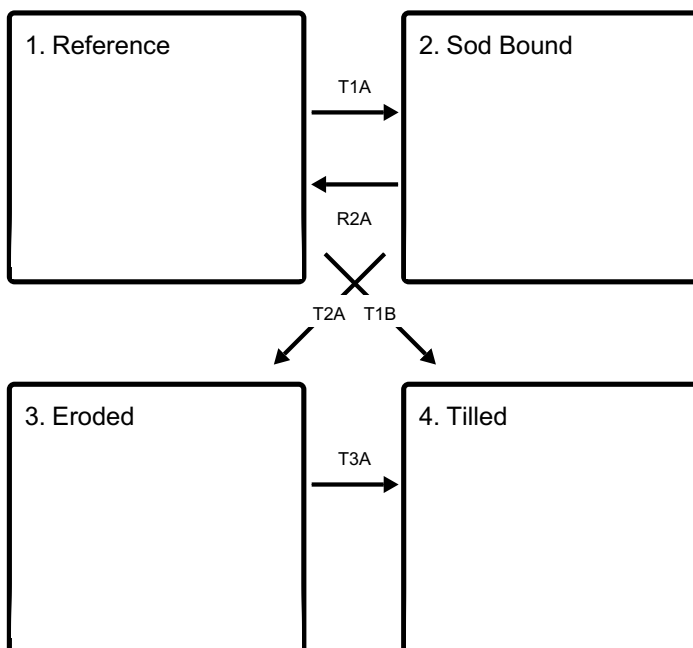 1. Reference
2. Sod Bound
T1A
R2A
T2A
T1B
3. Eroded
4. Tilled
T3A